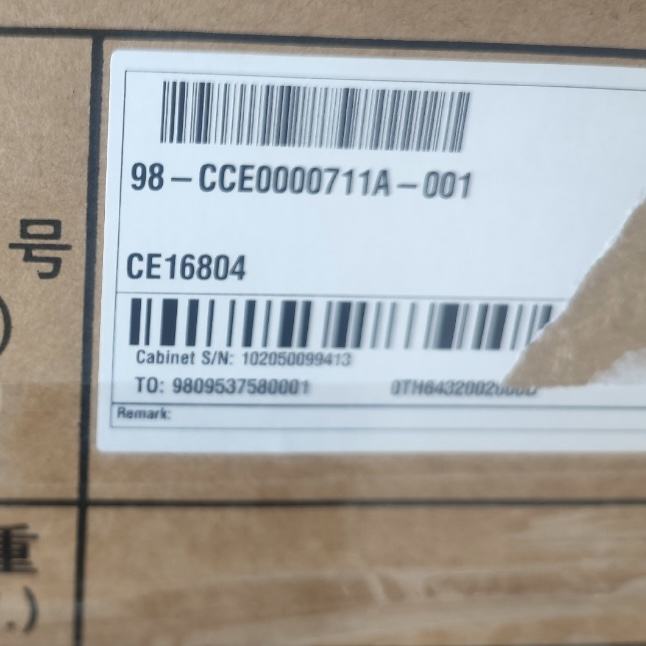 98-CCE0000711A-001
号
CE16804
Cabinet S/N: 102050099413
TO: 9809537580001
Remark:
重
.)